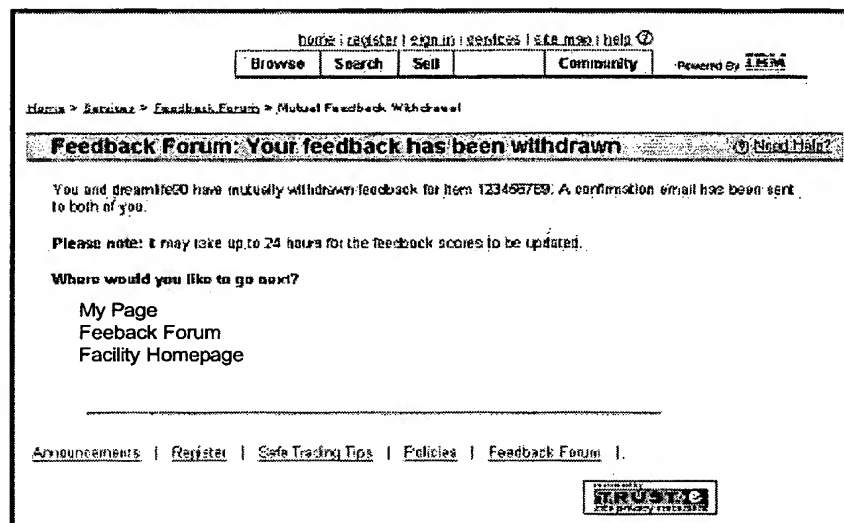 home | register | sign in | services | site map | help ?
Browse Search Sell Community Powered By IBM
Home > Services > Feedback Forum > Mutual Feedback Withdrawal
Feedback Forum: Your feedback has been withdrawn ? Need Help?
You and dreamlife00 have mutually withdrawn feedback for item 123456789. A confirmation email has been sent
to both of you.
Please note: it may take up to 24 hours for the feedback scores to be updated.
Where would you like to go next?
My Page
Feeback Forum
Facility Homepage
Announcements | Register | Safe Trading Tips | Policies | Feedback Forum |
TRUSTe
site privacy statement